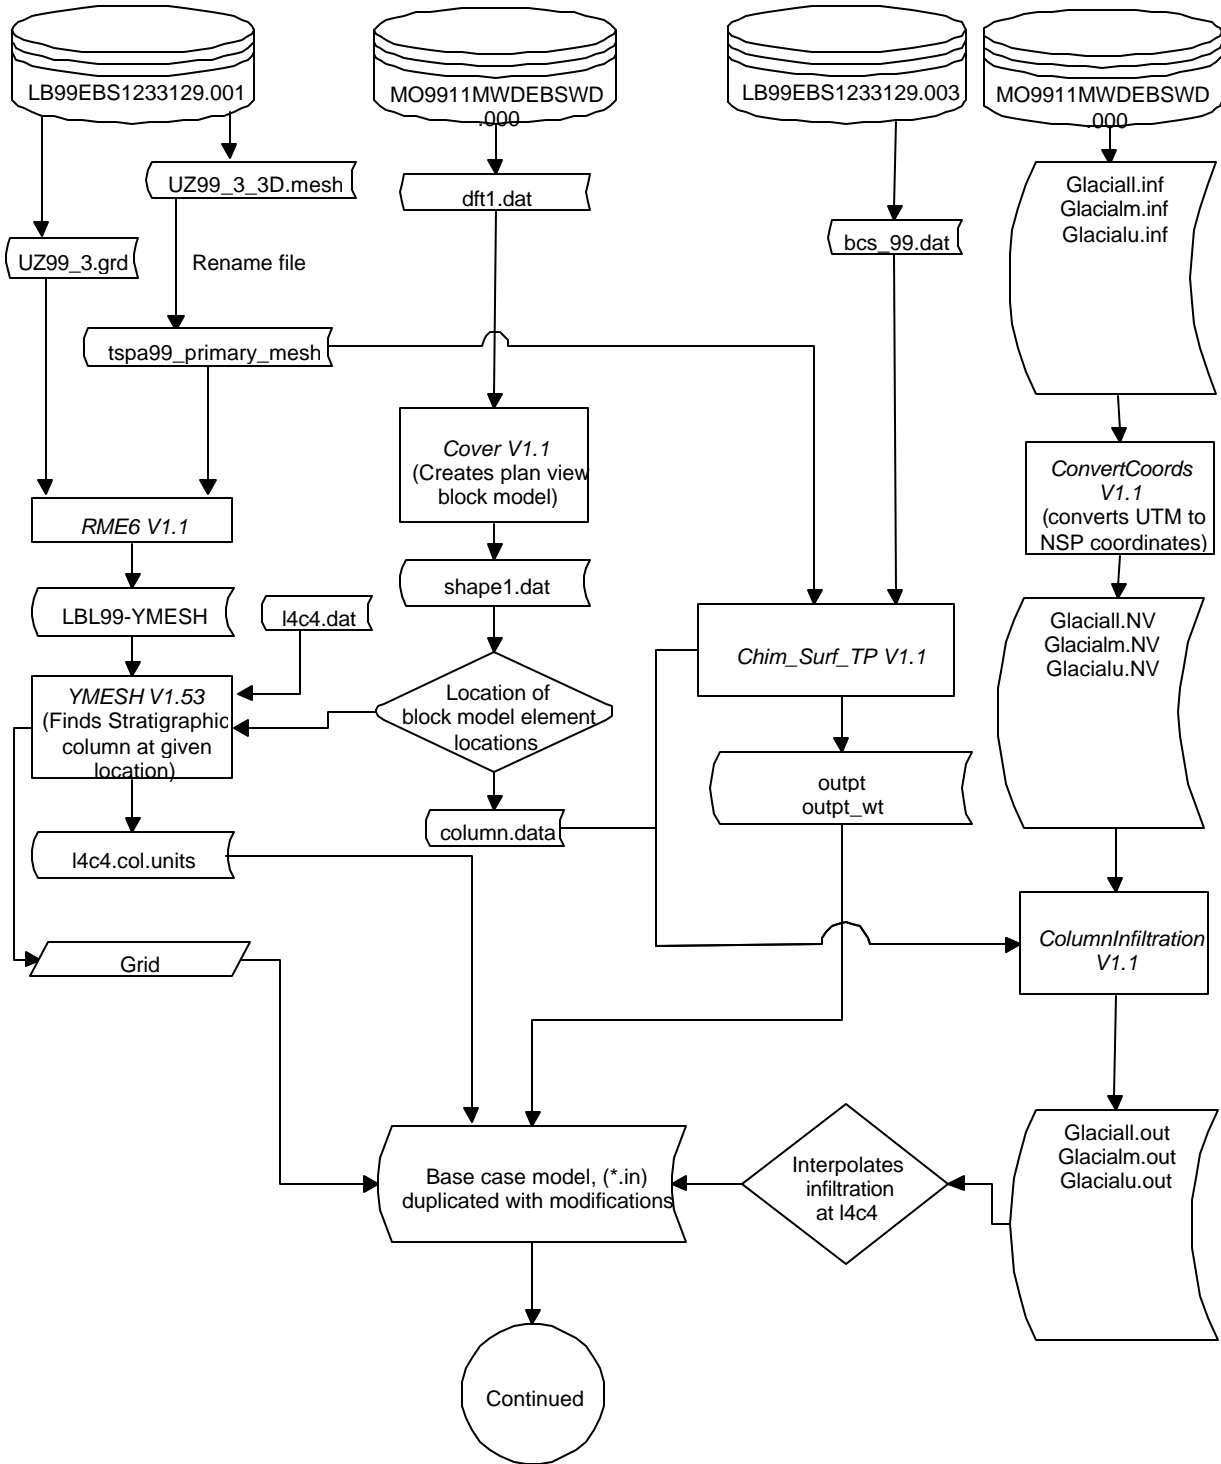 LB99EBS1233129.001
MO9911MWDEBSWD
.000
LB99EBS1233129.003
MO9911MWDEBSWD
.000
UZ99_3_3D.mesh
dft1.dat
Glaciall.inf
Glacialm.inf
Glacialu.inf
UZ99_3.grd
Rename file
bcs_99.dat
tspa99_primary_mesh
Cover V1.1
(Creates plan view
block model)
ConvertCoords
V1.1
(converts UTM to
NSP coordinates)
RME6 V1.1
shape1.dat
LBL99-YMESH
l4c4.dat
Glaciall.NV
Glacialm.NV
Glacialu.NV
Chim_Surf_TP V1.1
YMESH V1.53
(Finds Stratigraphic
column at given
location)
Location of
block model element
locations
outpt
outpt_wt
column.data
l4c4.col.units
ColumnInfiltration
V1.1
Grid
Glaciall.out
Glacialm.out
Glacialu.out
Base case model, (*.in)
duplicated with modifications
Interpolates
infiltration
at l4c4
Continued